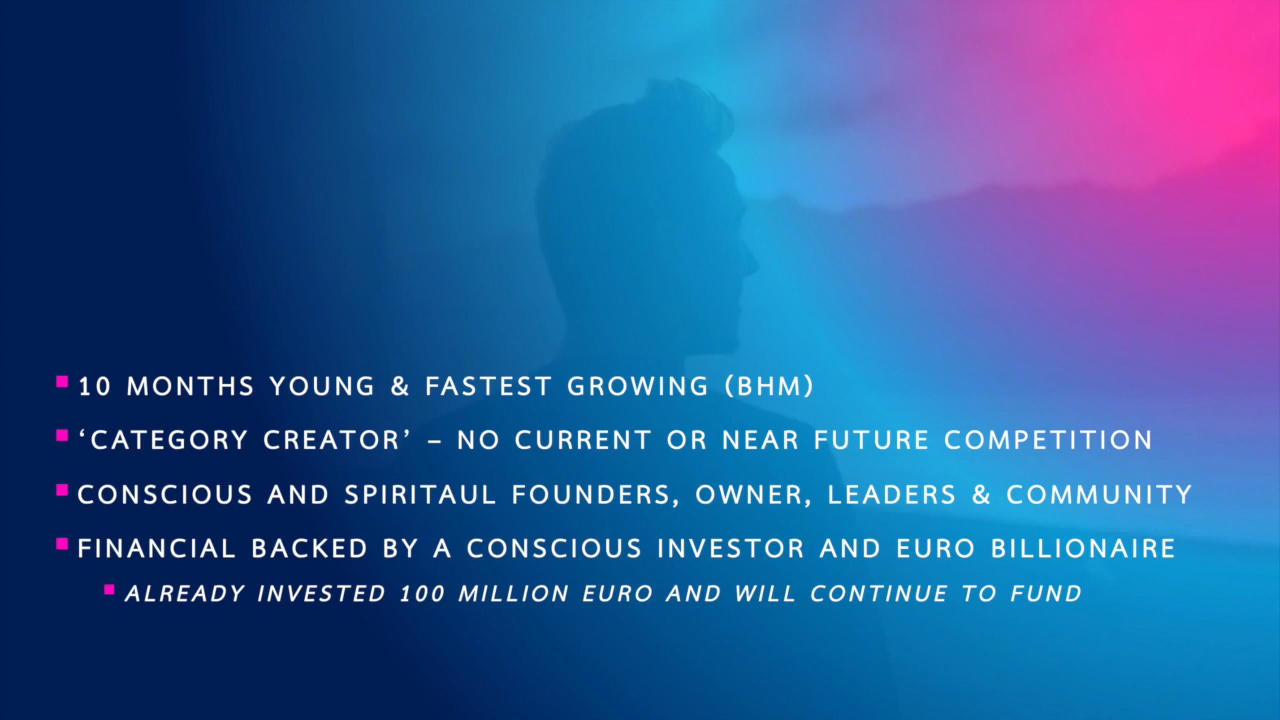 10 MONTHS YOUNG & FASTEST GROWING (BHM)
‘CATEGORY CREATOR’ – NO CURRENT OR NEAR FUTURE COMPETITION
CONSCIOUS AND SPIRITAUL FOUNDERS, OWNER, LEADERS & COMMUNITY
FINANCIAL BACKED BY A CONSCIOUS INVESTOR AND EURO BILLIONAIRE
ALREADY INVESTED 100 MILLION EURO AND WILL CONTINUE TO FUND